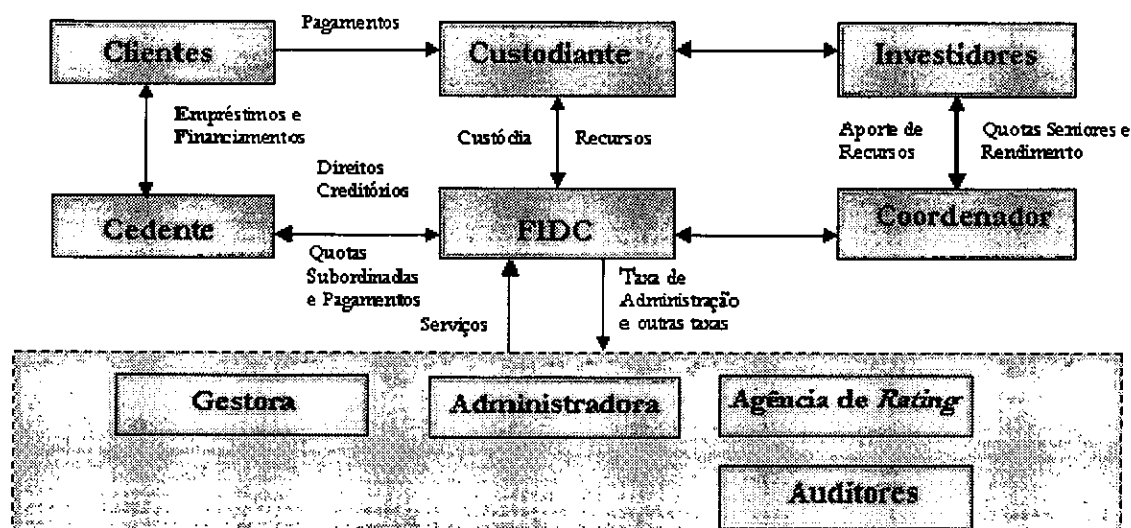 Pagamentos
Clientes
Custodiante
Investidores
Empréstimos e
Financiamentos
Custódia
Recursos
Aporte de
Recursos
Quotas Seniores e
Rendimento
Direitos
Creditórios
Cedente
FIDC
Coordenador
Quotas
Subordinadas
e Pagamentos
Taxa de
Administração
e outras taxas
Serviços
Gestora
Administradora
Agência de Rating
Auditores